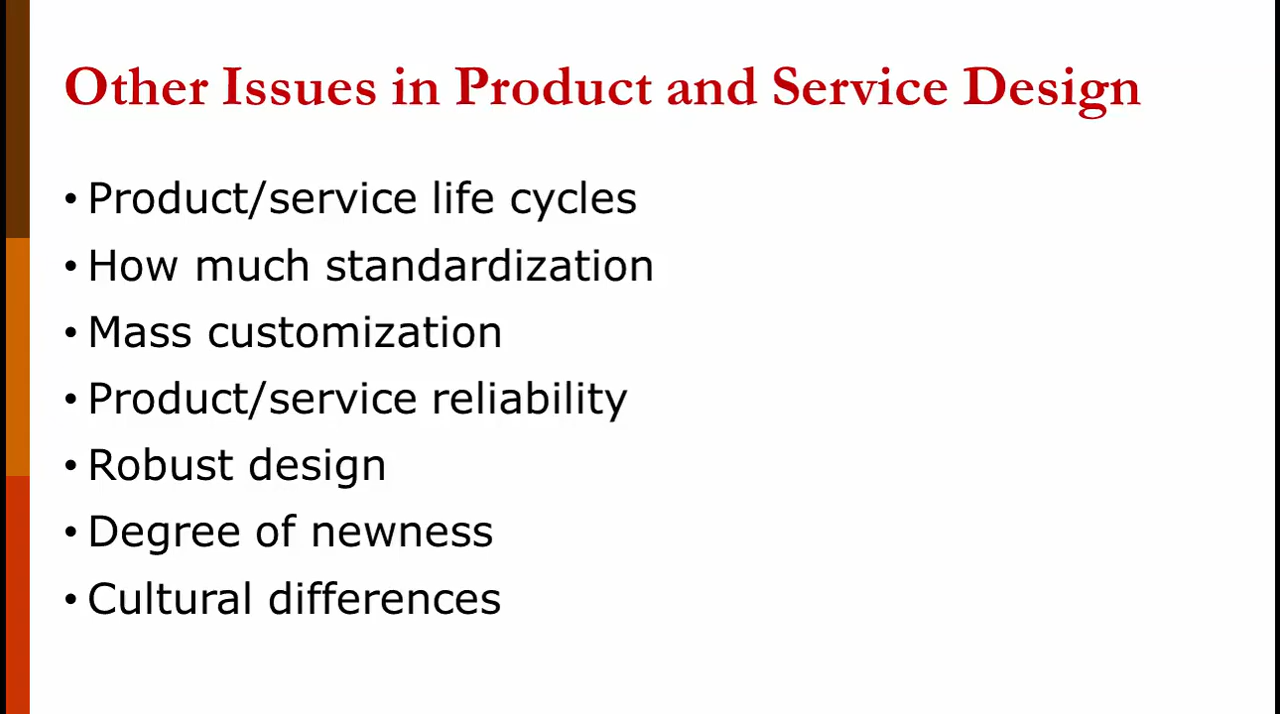 Other Issues in Product and Service Design
• Product/service life cycles
• How much standardization
• Mass customization
• Product/service reliability
• Robust design
• Degree of newness
• Cultural differences